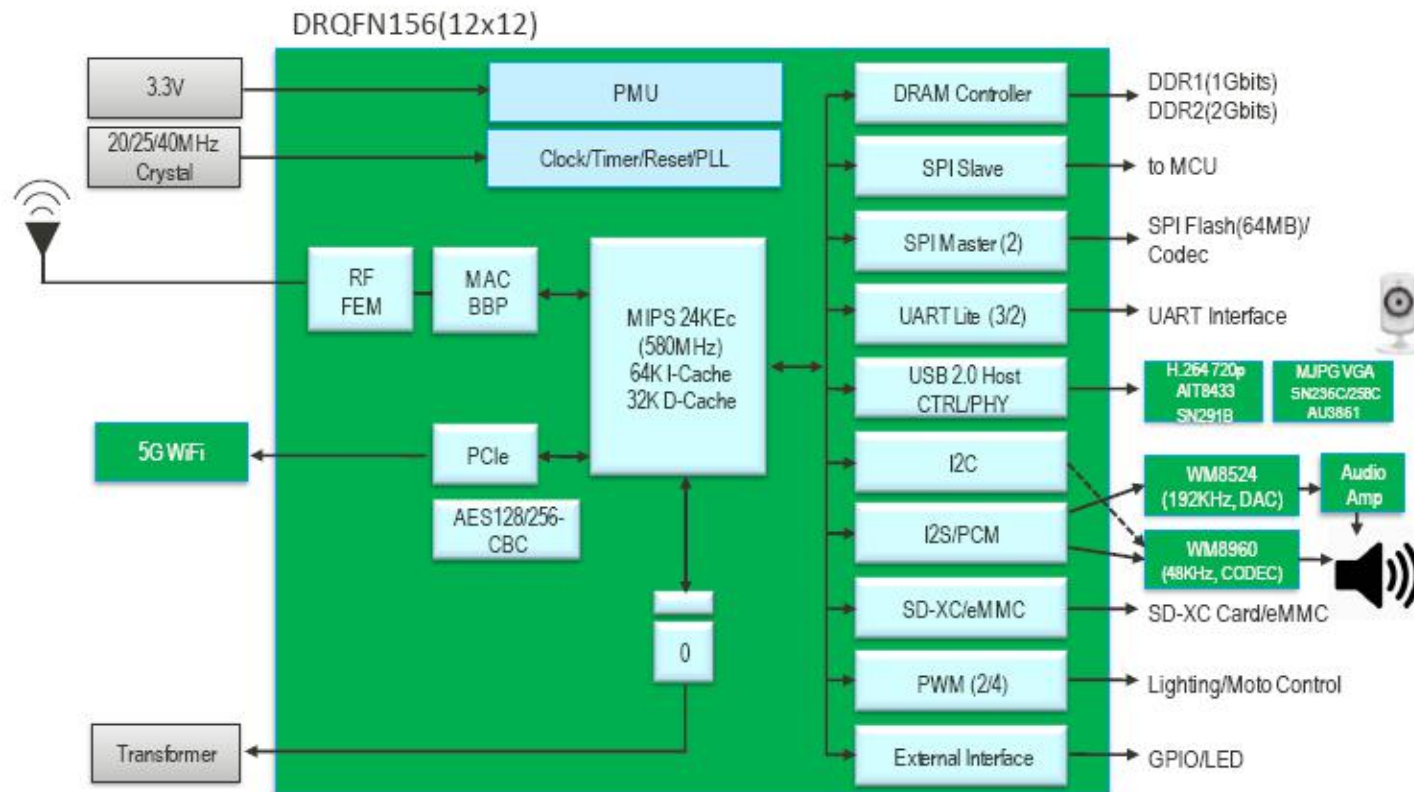 DRQFN156(12x12)
3.3V
20/25/40MHz
Crystal
PMU
Clock/Timer/Reset/PLL
RF
FEM
MAC
BBP
MIPS 24KEc
(580MHz)
64K I-Cache
32K D-Cache
5G WiFi
PCIe
AES128/256-
CBC
0
Transformer
DRAM Controller
DDR1(1Gbits)
DDR2(2Gbits)
SPI Slave
to MCU
SPI Master (2)
SPI Flash(64MB)/
Codec
UART Lite (3/2)
UART Interface
USB 2.0 Host
CTRL/PHY
H.264 720p
AIT8433
SN291B
MJPG VGA
SN236C/258C
AU3861
I2C
I2S/PCM
WM8524
(192KHz, DAC)
Audio
Amp
WM8960
(48KHz, CODEC)
SD-XC/eMMC
SD-XC Card/eMMC
PWM (2/4)
Lighting/Moto Control
External Interface
GPIO/LED